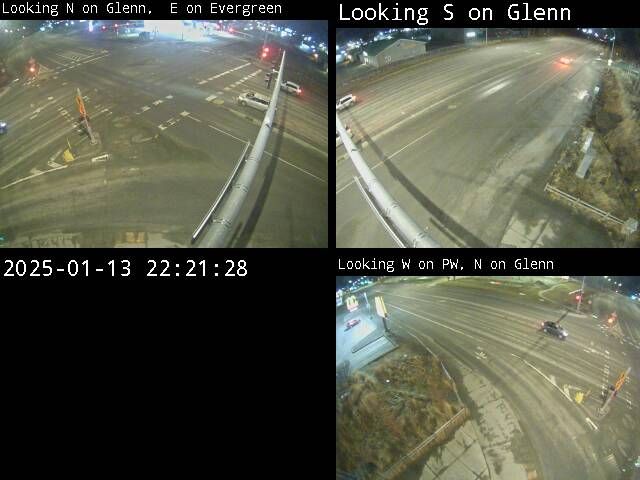 Looking N on Glenn,  E on Evergreen
Looking S on Glenn
2025-01-13 22:21:28
Looking W on PW, N on Glenn